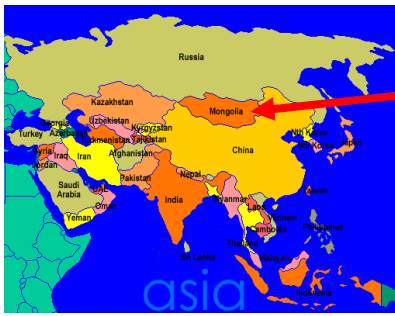 Russia
Kazakhstan
Mongolia
Uzbekistan
Georgia
Kyrgyzstan
Nth Korea
Turkey
Azerbaijan
Turkmenistan
Tajikistan
Sth Korea
Japan
Syria
Iraq
Iran
Afghanistan
China
Jordan
Pakistan
Nepal
Saudi
Arabia
UAE
Oman
India
Myanmar
Laos
Taiwan
Yemen
Vietnam
Thailand
Cambodia
Philippines
Sri Lanka
Malaysia
Indonesia
asia